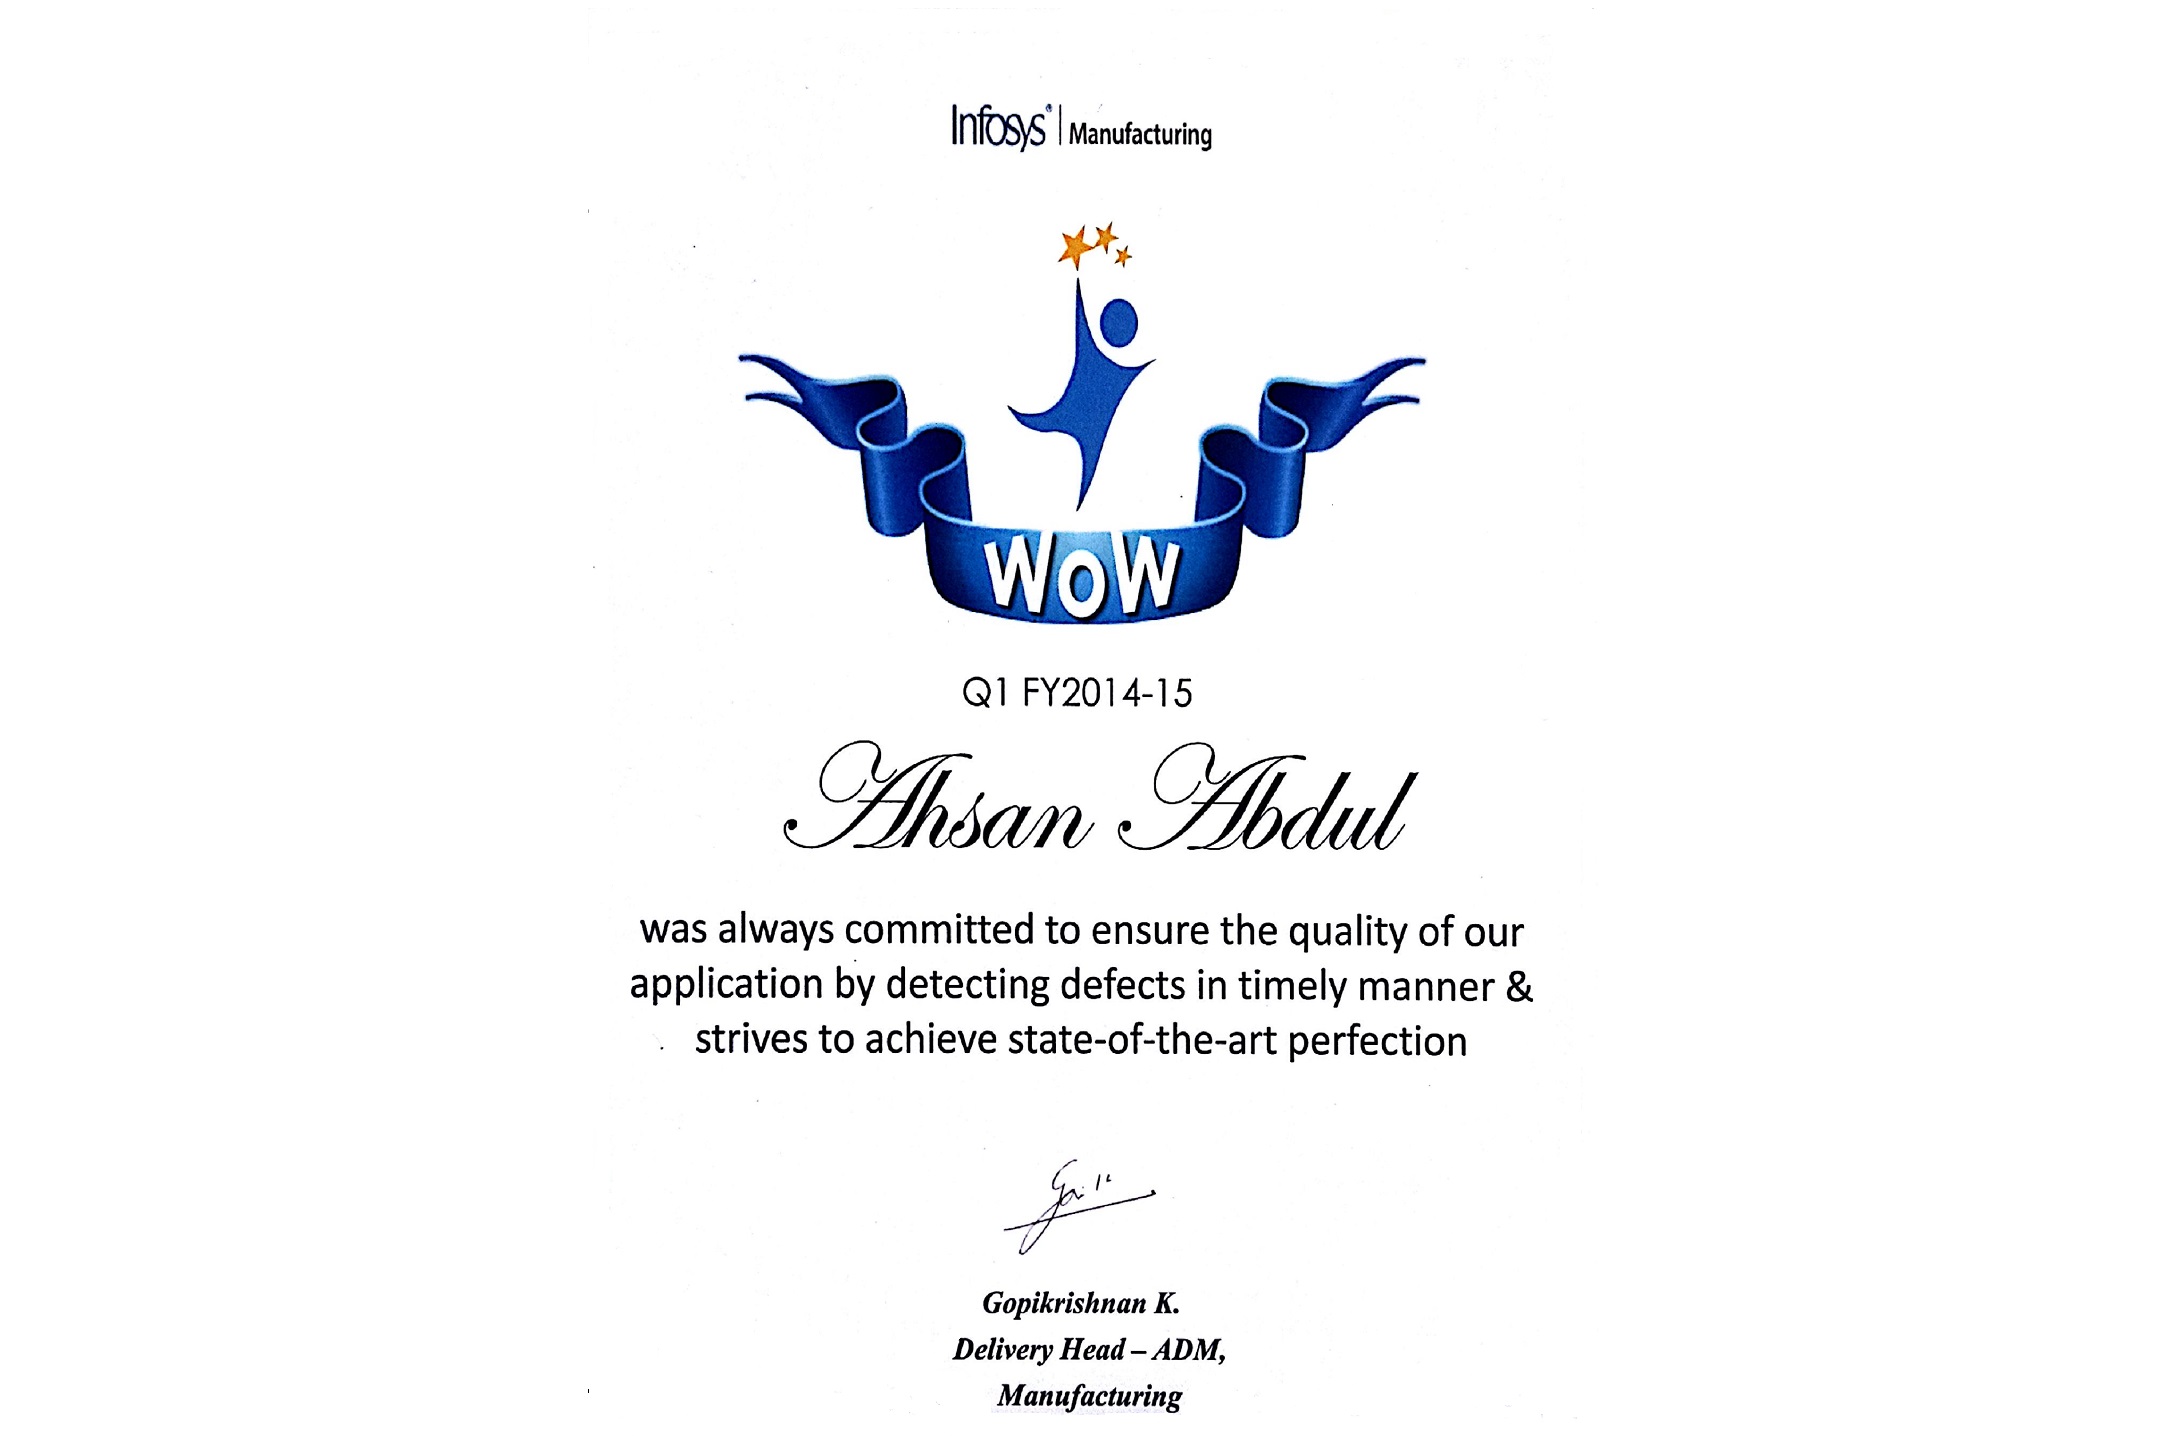 Infosys® | Manufacturing
WOW
Q1 FY2014-15
Ahsan Abdul
was always committed to ensure the quality of our
application by detecting defects in timely manner &
strives to achieve state-of-the-art perfection
Gopikrishnan K.
Delivery Head – ADM,
Manufacturing